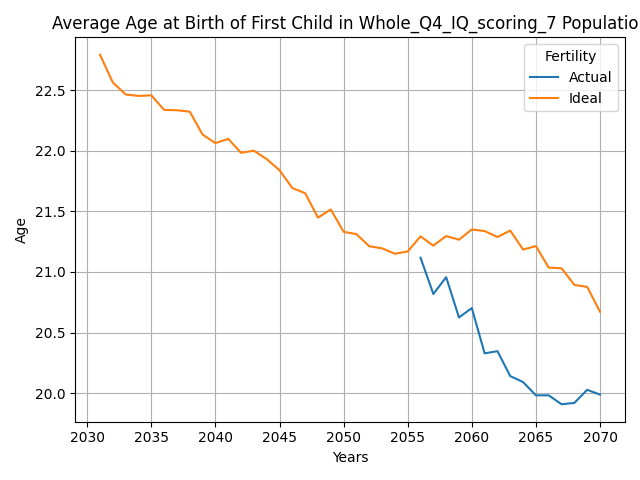 Average Age at Birth of First Child in Whole_Q4_IQ_scoring_7 Populatio
Fertility
Actual
Ideal
22.5
22.0
21.5
21.0
20.5
20.0
Age
2030 2035 2040 2045 2050 2055 2060 2065 2070
Years